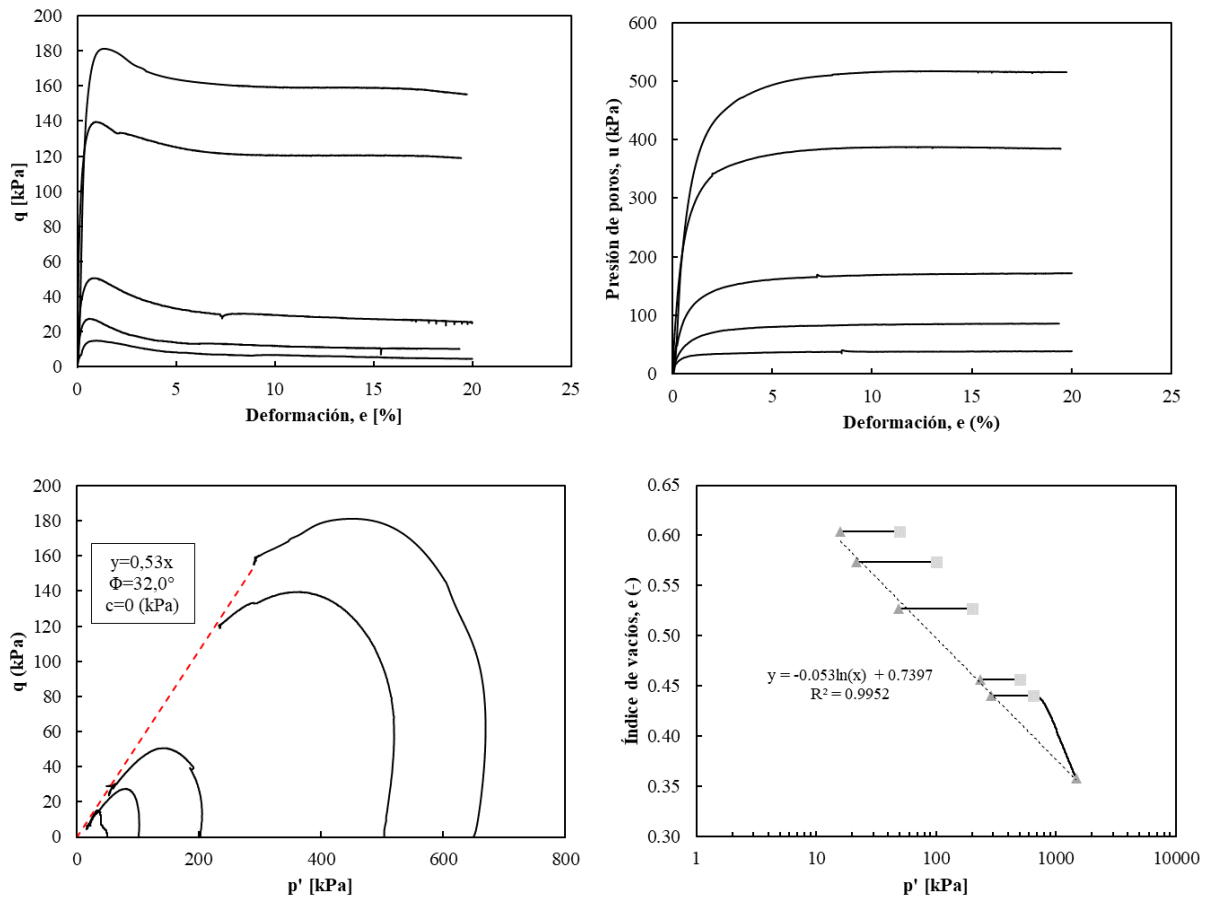 200
180
160
140
120
100
80
60
40
20
0
q [kPa]
0 5 10 15 20 25
Deformación, e [%]
600
500
400
300
200
100
0
Presión de poros, u (kPa)
0 5 10 15 20 25
Deformación, e (%)
200
180
160
140
120
100
80
60
40
20
0
q (kPa)
y=0,53x
Φ=32,0°
c=0 (kPa)
0 200 400 600 800
p' [kPa]
0.65
0.60
0.55
0.50
0.45
0.40
0.35
0.30
Índice de vacíos, e (-)
y = -0.053ln(x) + 0.7397
R² = 0.9952
1 10 100 1000 10000
p' [kPa]